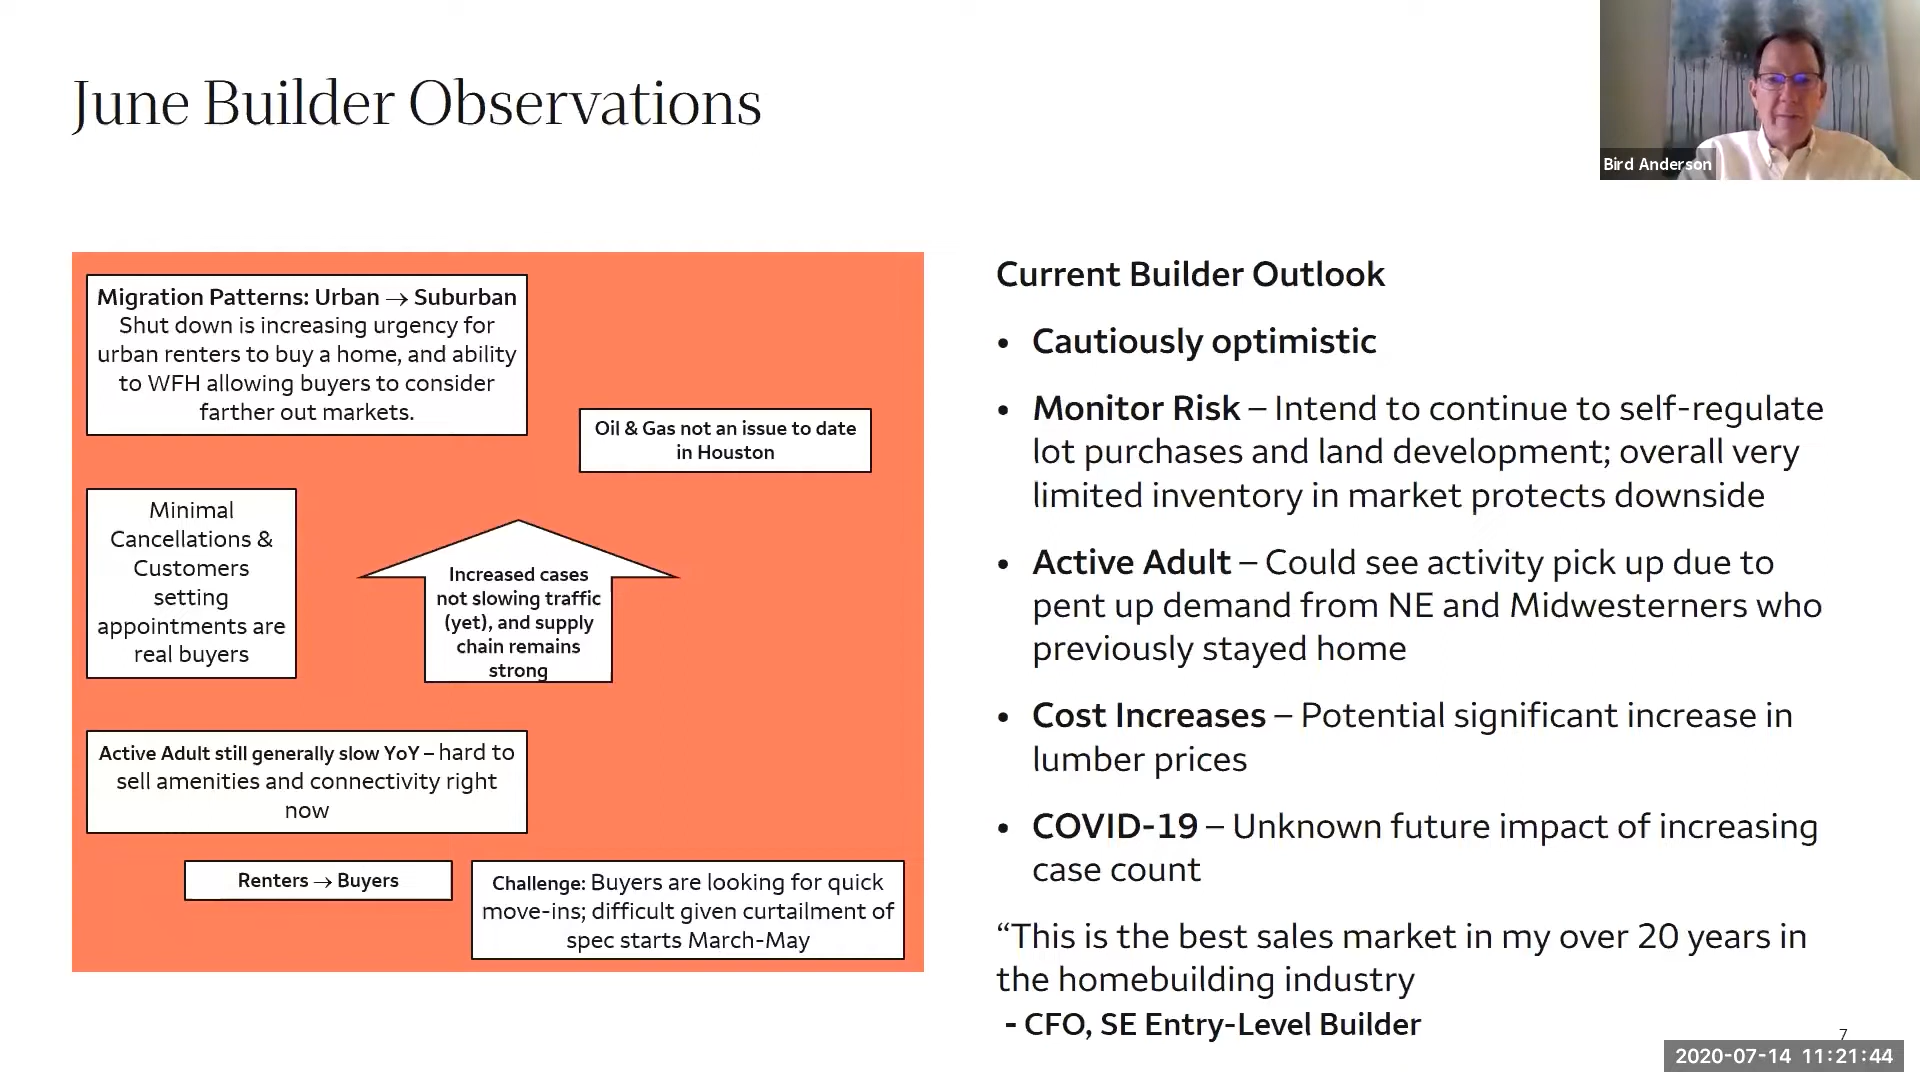 June Builder Observations
Bird Anderson
Migration Patterns: Urban → Suburban
Shut down is increasing urgency for
urban renters to buy a home, and ability
to WFH allowing buyers to consider
farther out markets.
Oil & Gas not an issue to date
in Houston
Minimal
Cancellations &
Customers
setting
appointments are
real buyers
Increased cases
not slowing traffic
(yet), and supply
chain remains
strong
Active Adult still generally slow YoY – hard to
sell amenities and connectivity right
now
Renters → Buyers
Challenge: Buyers are looking for quick
move-ins; difficult given curtailment of
spec starts March-May
Current Builder Outlook
• Cautiously optimistic
• Monitor Risk – Intend to continue to self-regulate
lot purchases and land development; overall very
limited inventory in market protects downside
• Active Adult – Could see activity pick up due to
pent up demand from NE and Midwesterners who
previously stayed home
• Cost Increases – Potential significant increase in
lumber prices
• COVID-19 – Unknown future impact of increasing
case count
“This is the best sales market in my over 20 years in
the homebuilding industry
- CFO, SE Entry-Level Builder
7
2020-07-14 11:21:44